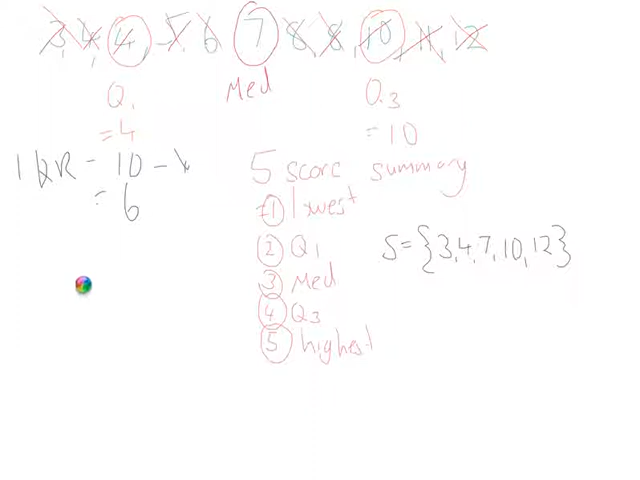 3, 4, 4, 5, 6 7 8, 8, 10, 11, 12
Q1 Med Q.3
=4 =10
IQR - 10 - 4
= 6
5 score summary
1 lowest
2 Q1
3 Med
4 Q3
5 highest
S = {3,4,7,10,12}